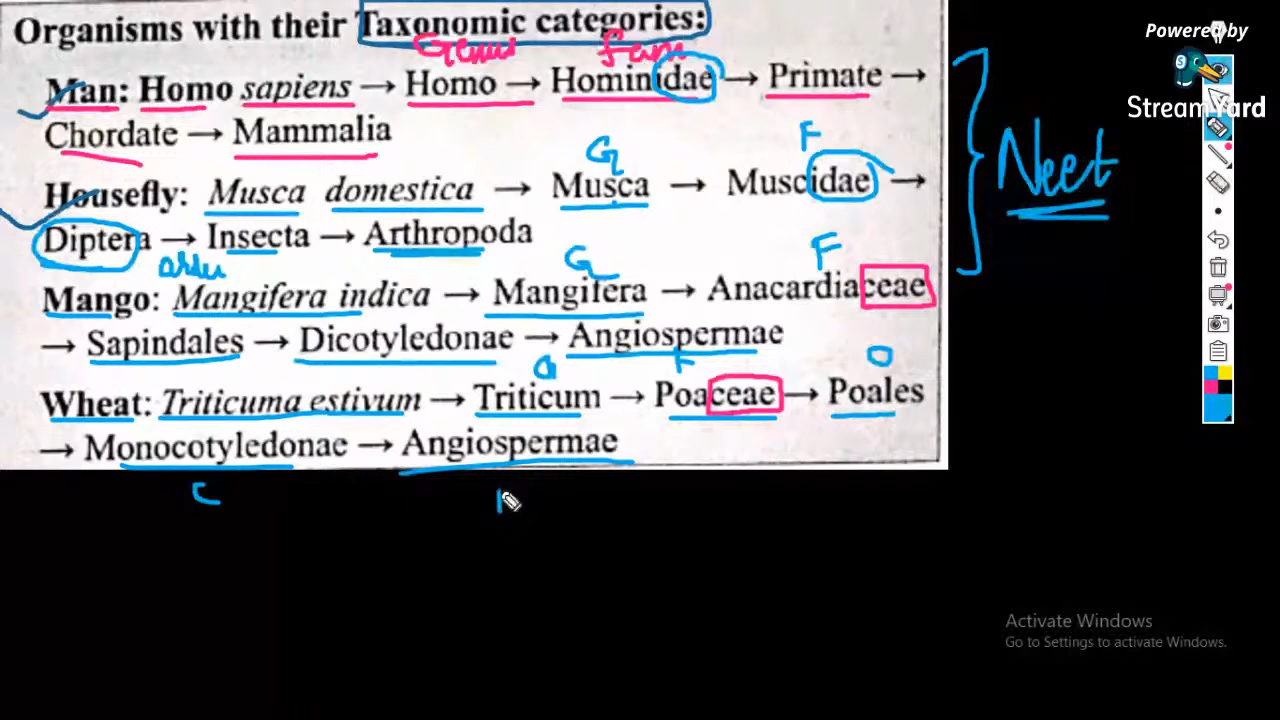 Organisms with their Taxonomic categories:
Genus fam
Man: Homo sapiens → Homo → Hominidae → Primate →
Chordate → Mammalia
G F
Housefly: Musca domestica → Musca → Muscidae →
Diptera → Insecta → Arthropoda
order G F
Mango: Mangifera indica → Mangifera → Anacardiaceae
→ Sapindales → Dicotyledonae → Angiospermae
G F O
Wheat: Triticuma estivum → Triticum → Poaceae → Poales
→ Monocotyledonae → Angiospermae
C
Neet
Powered by
StreamYard
Activate Windows
Go to Settings to activate Windows.